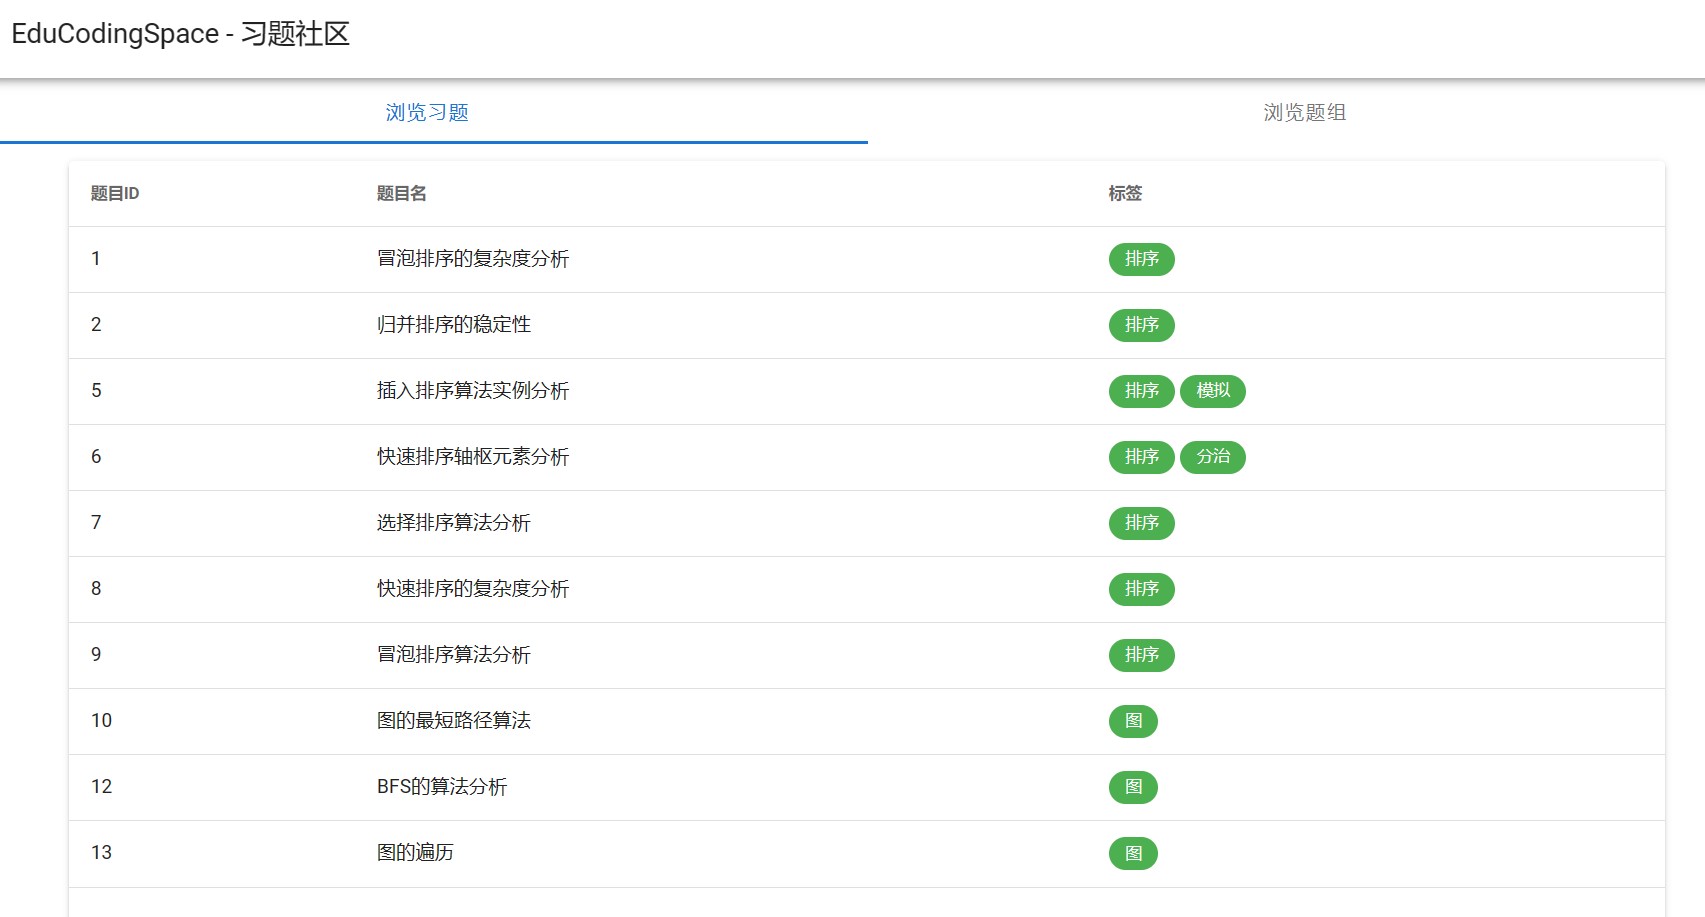 EduCodingSpace - 习题社区
浏览习题 浏览题组
题目ID 题目名 标签
1 冒泡排序的复杂度分析 排序
2 归并排序的稳定性 排序
5 插入排序算法实例分析 排序 模拟
6 快速排序轴枢元素分析 排序 分治
7 选择排序算法分析 排序
8 快速排序的复杂度分析 排序
9 冒泡排序算法分析 排序
10 图的最短路径算法 图
12 BFS的算法分析 图
13 图的遍历 图